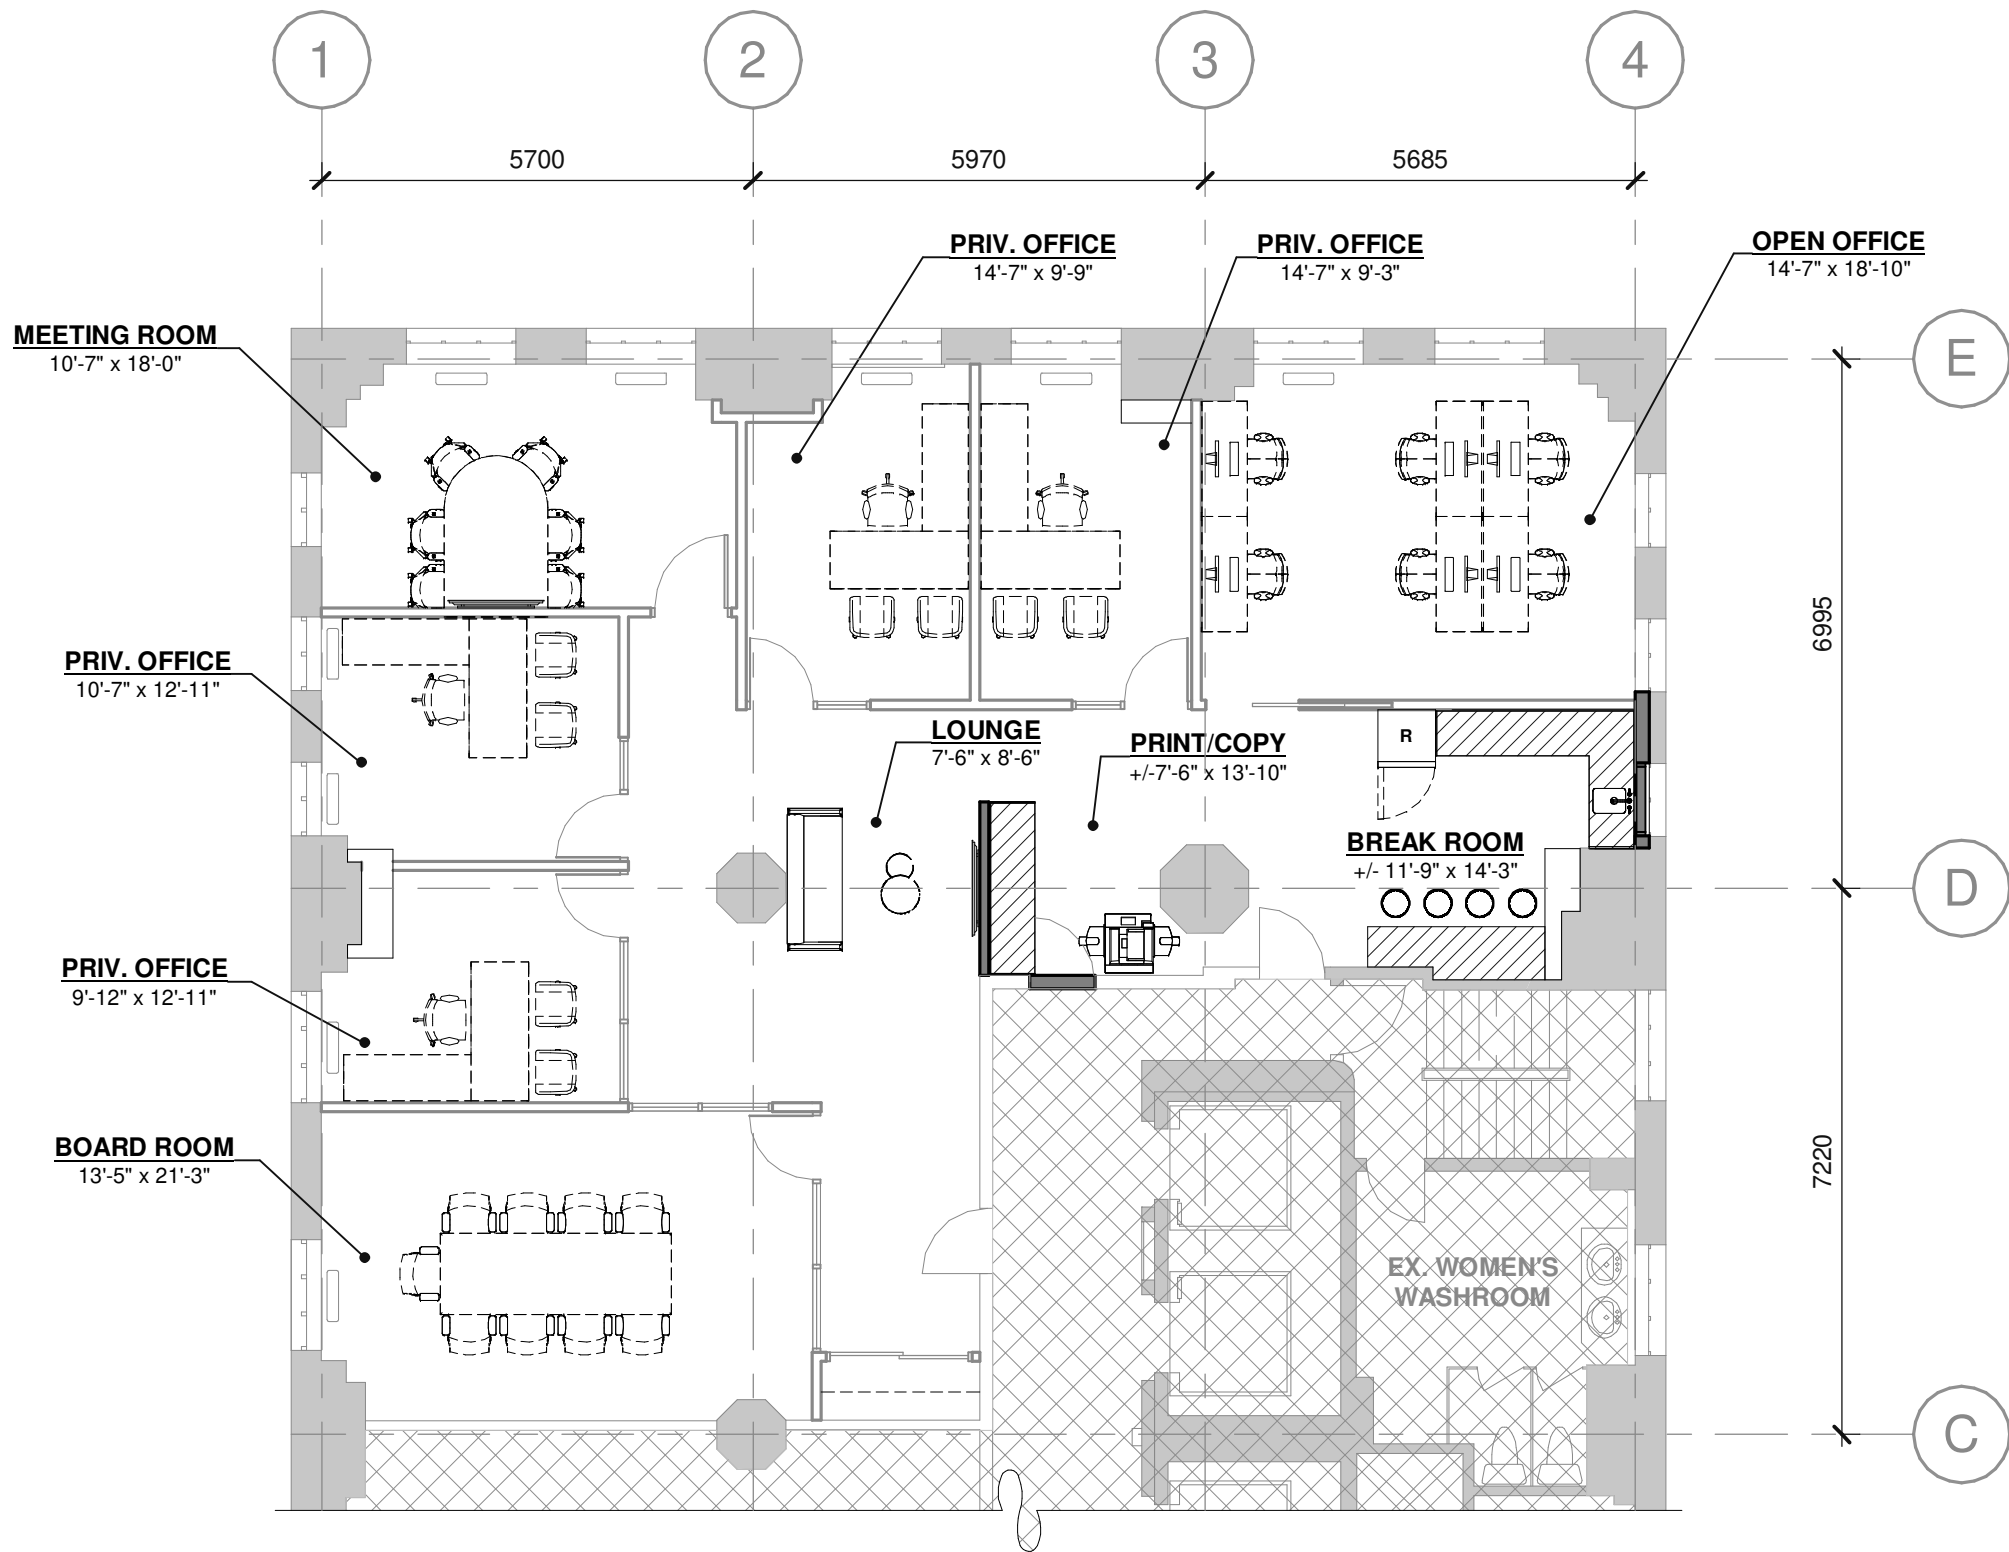 1
2
3
4
5700
5970
5685
PRIV. OFFICE
14'-7" x 9'-9"
PRIV. OFFICE
14'-7" x 9'-3"
OPEN OFFICE
14'-7" x 18'-10"
MEETING ROOM
10'-7" x 18'-0"
E
6995
PRIV. OFFICE
10'-7" x 12'-11"
LOUNGE
7'-6" x 8'-6"
PRINT/COPY
+/-7'-6" x 13'-10"
R
BREAK ROOM
+/- 11'-9" x 14'-3"
D
PRIV. OFFICE
9'-12" x 12'-11"
BOARD ROOM
13'-5" x 21'-3"
7220
EX. WOMEN'S
WASHROOM
C